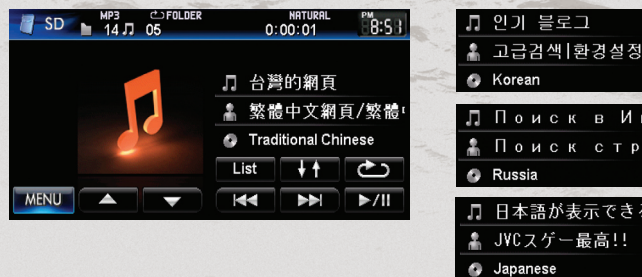 SD MP3 14 FOLDER 05 NATURAL 0:00:01 PM 8:51
台灣的網頁
繁體中文網頁/繁體
Traditional Chinese
List
MENU
인기 블로그
고급검색|환경설정
Korean
Поиск в И
Поиск стр
Russia
日本語が表示でき
JVCスゲー最高!!
Japanese